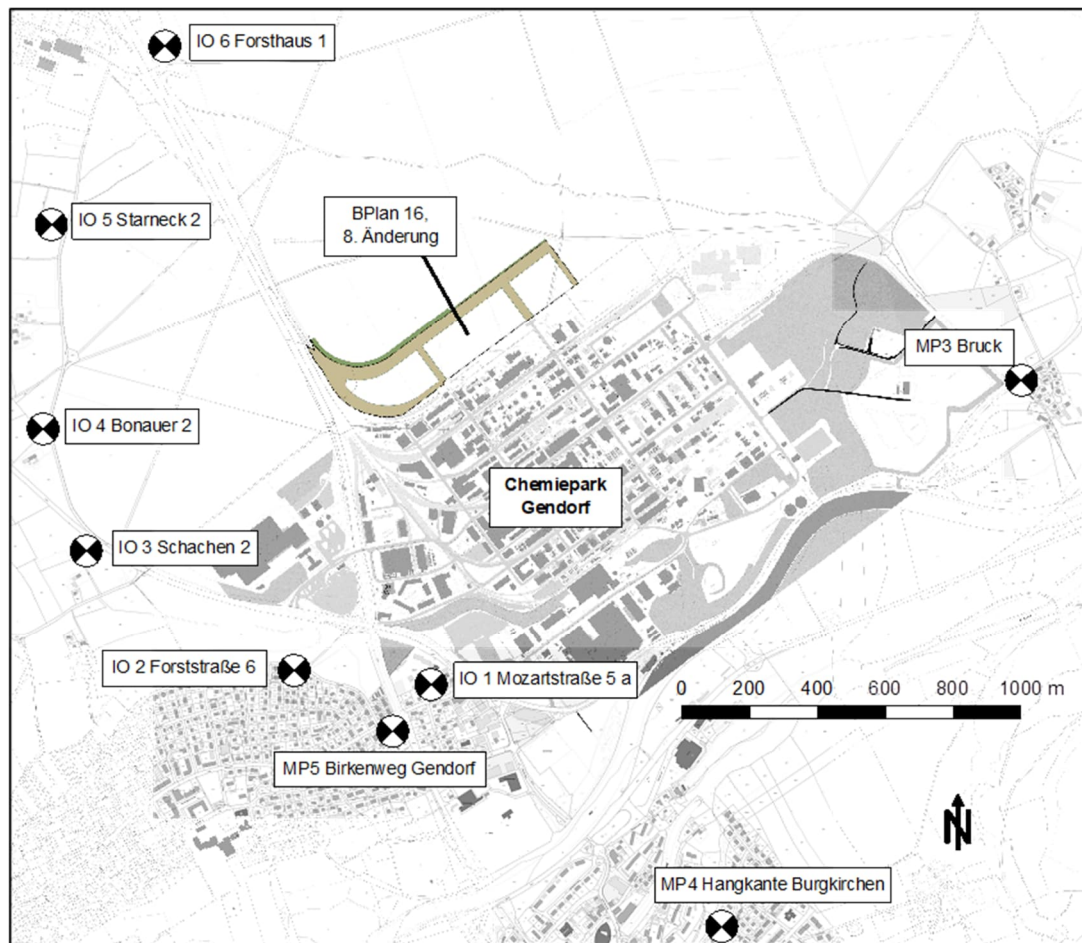 IO 6 Forsthaus 1
IO 5 Starneck 2
BPlan 16,
8. Änderung
MP3 Bruck
IO 4 Bonauer 2
Chemiepark
Gendorf
IO 3 Schachen 2
IO 2 Forststraße 6
IO 1 Mozartstraße 5 a
0 200 400 600 800 1000 m
MP5 Birkenweg Gendorf
N
MP4 Hangkante Burgkirchen